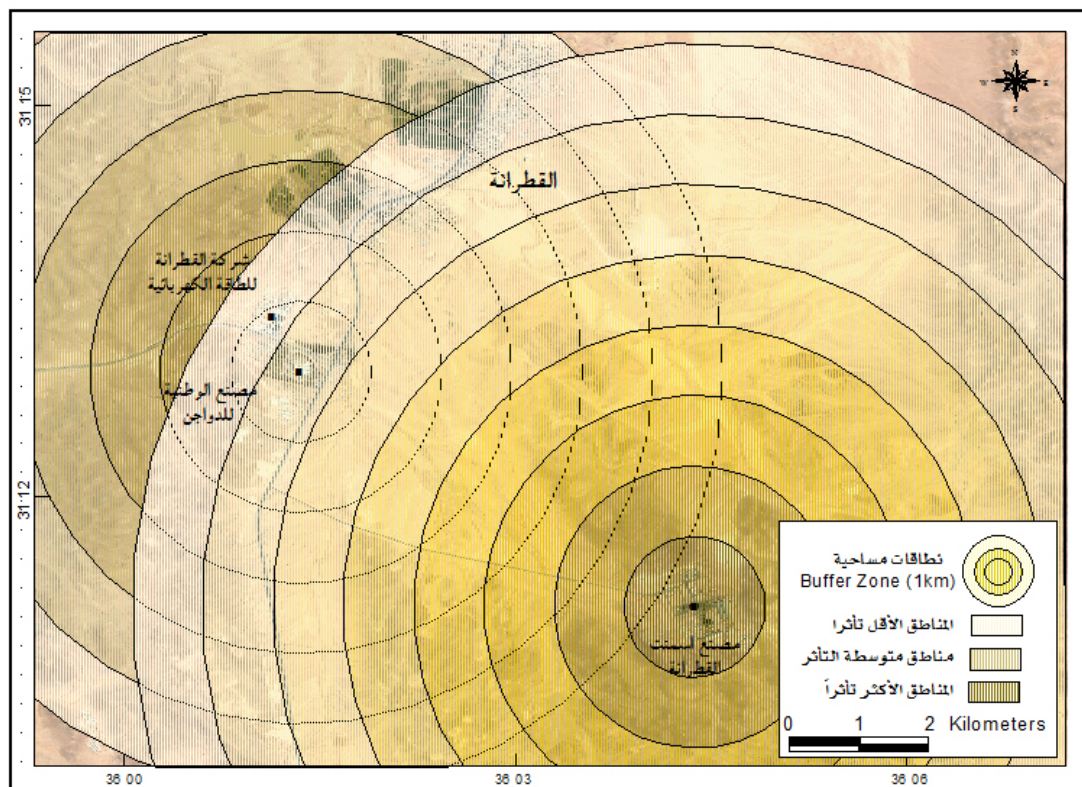 31 15
31 12
N
W
E
S
القطرانة
شركة القطرانة
للطاقة الكهربائية
مصنع الوطنية
للدواجن
مصنع اسمنت
القطرانة
نطاقات مساحية
Buffer Zone (1km)
المناطق الأقل تأثرا
مناطق متوسطة التأثر
المناطق الأكثر تأثراً
0 1 2 Kilometers
36 00
36 03
36 06